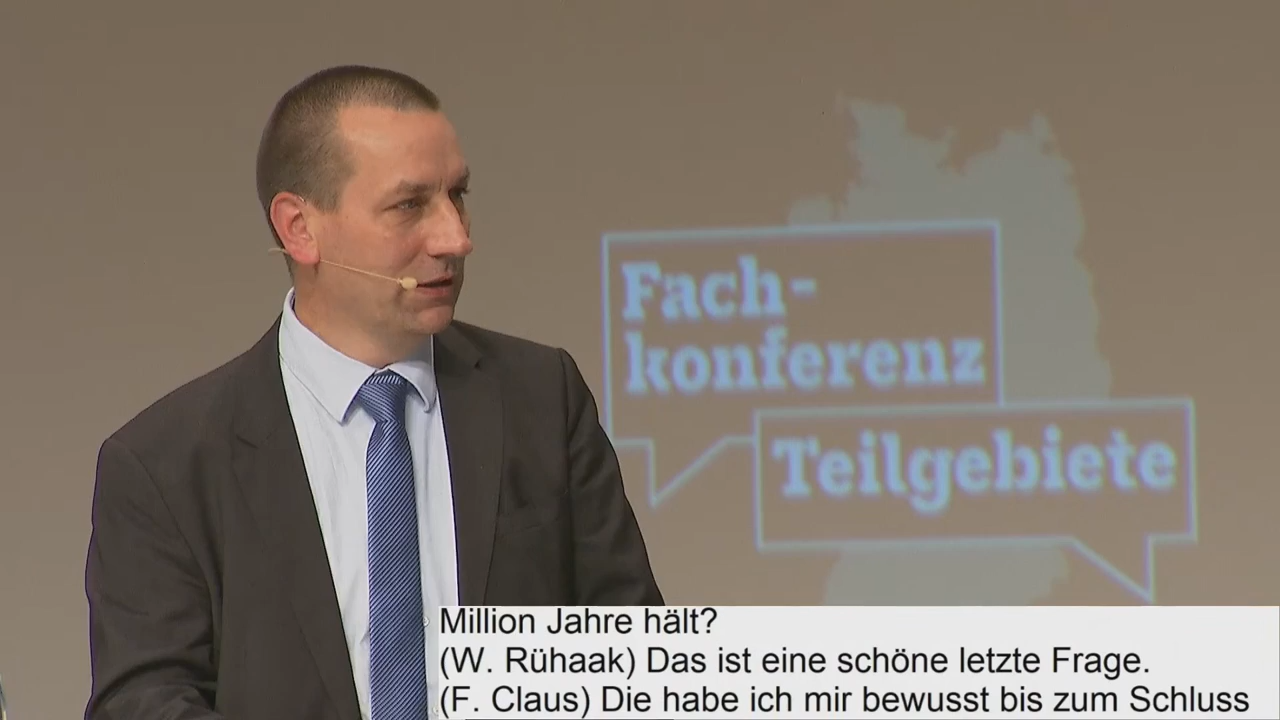 Fach-
konferenz
Teilgebiete
Million Jahre hält?
(W. Rühaak) Das ist eine schöne letzte Frage.
(F. Claus) Die habe ich mir bewusst bis zum Schluss